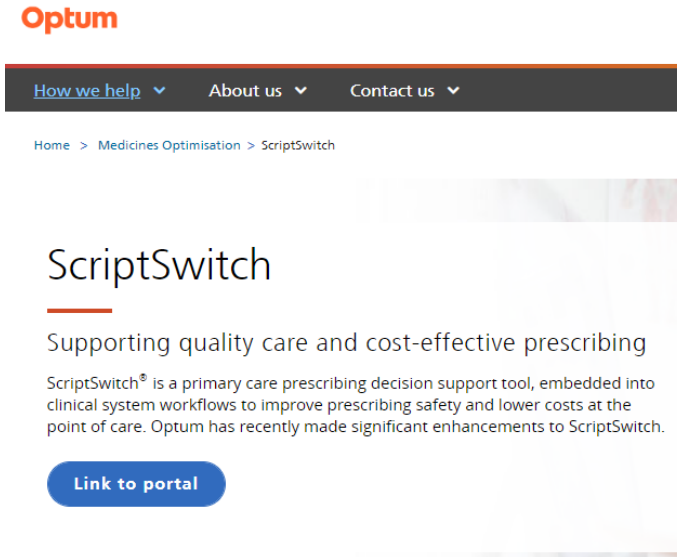 Optum
How we help
About us
Contact us
Home > Medicines Optimisation > ScriptSwitch
ScriptSwitch
Supporting quality care and cost-effective prescribing
ScriptSwitch® is a primary care prescribing decision support tool, embedded into
clinical system workflows to improve prescribing safety and lower costs at the
point of care. Optum has recently made significant enhancements to ScriptSwitch.
Link to portal